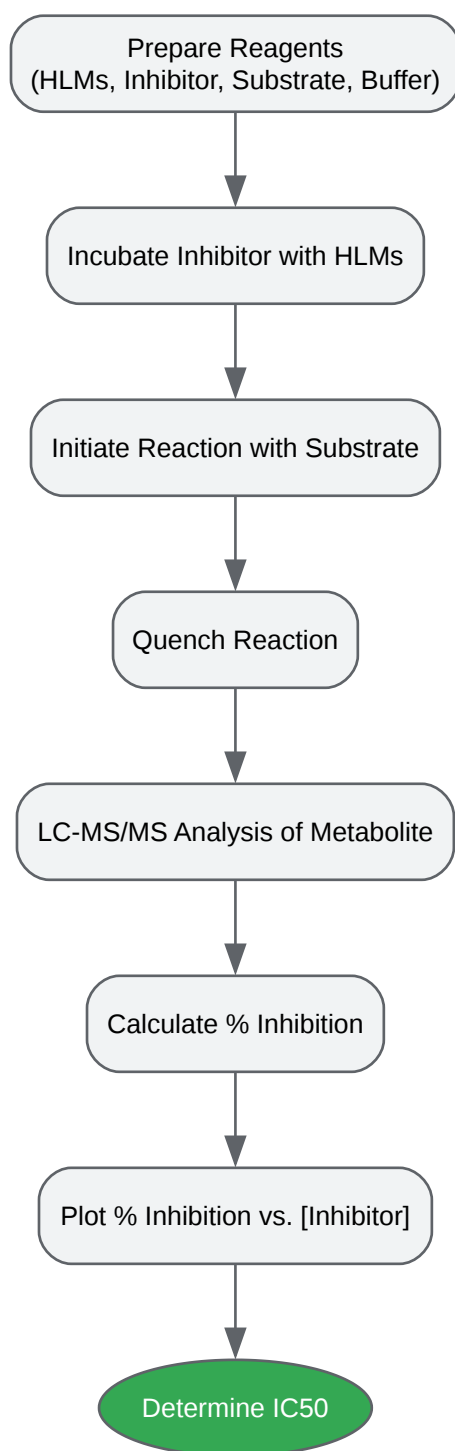 Prepare Reagents
(HLMs, Inhibitor, Substrate, Buffer)
Incubate Inhibitor with HLMs
Initiate Reaction with Substrate
Quench Reaction
LC-MS/MS Analysis of Metabolite
Calculate % Inhibition
Plot % Inhibition vs. [Inhibitor]
Determine IC50